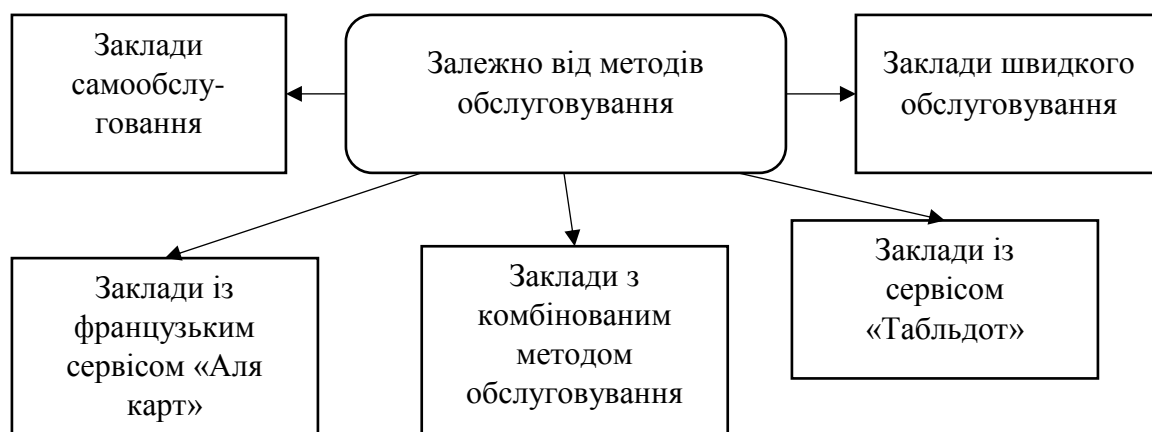 Заклади
самообслу-
говання
Залежно від методів
обслуговування
Заклади швидкого
обслуговування
Заклади із
французьким
сервісом «Аля
карт»
Заклади з
комбінованим
методом
обслуговування
Заклади із
сервісом
«Табльдот»